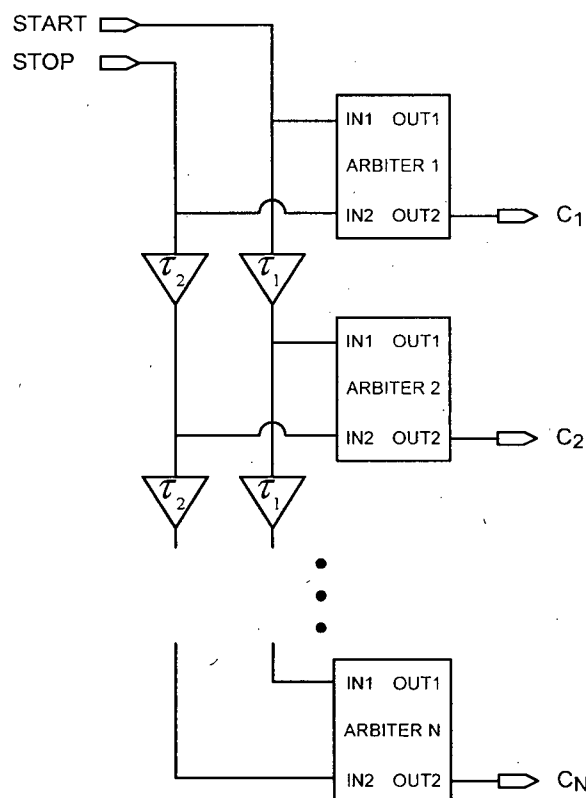 START
STOP
IN1 OUT1
ARBITER 1
IN2 OUT2
C1
τ2 τ1
IN1 OUT1
ARBITER 2
IN2 OUT2
C2
τ2 τ1
IN1 OUT1
ARBITER N
IN2 OUT2
CN